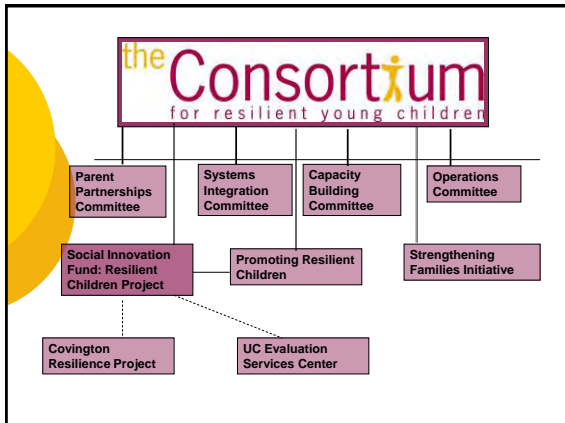 the
Consortium
for resilient young children
Parent
Partnerships
Committee
Systems
Integration
Committee
Capacity
Building
Committee
Operations
Committee
Social Innovation
Fund: Resilient
Children Project
Promoting Resilient
Children
Strengthening
Families Initiative
Covington
Resilience Project
UC Evaluation
Services Center